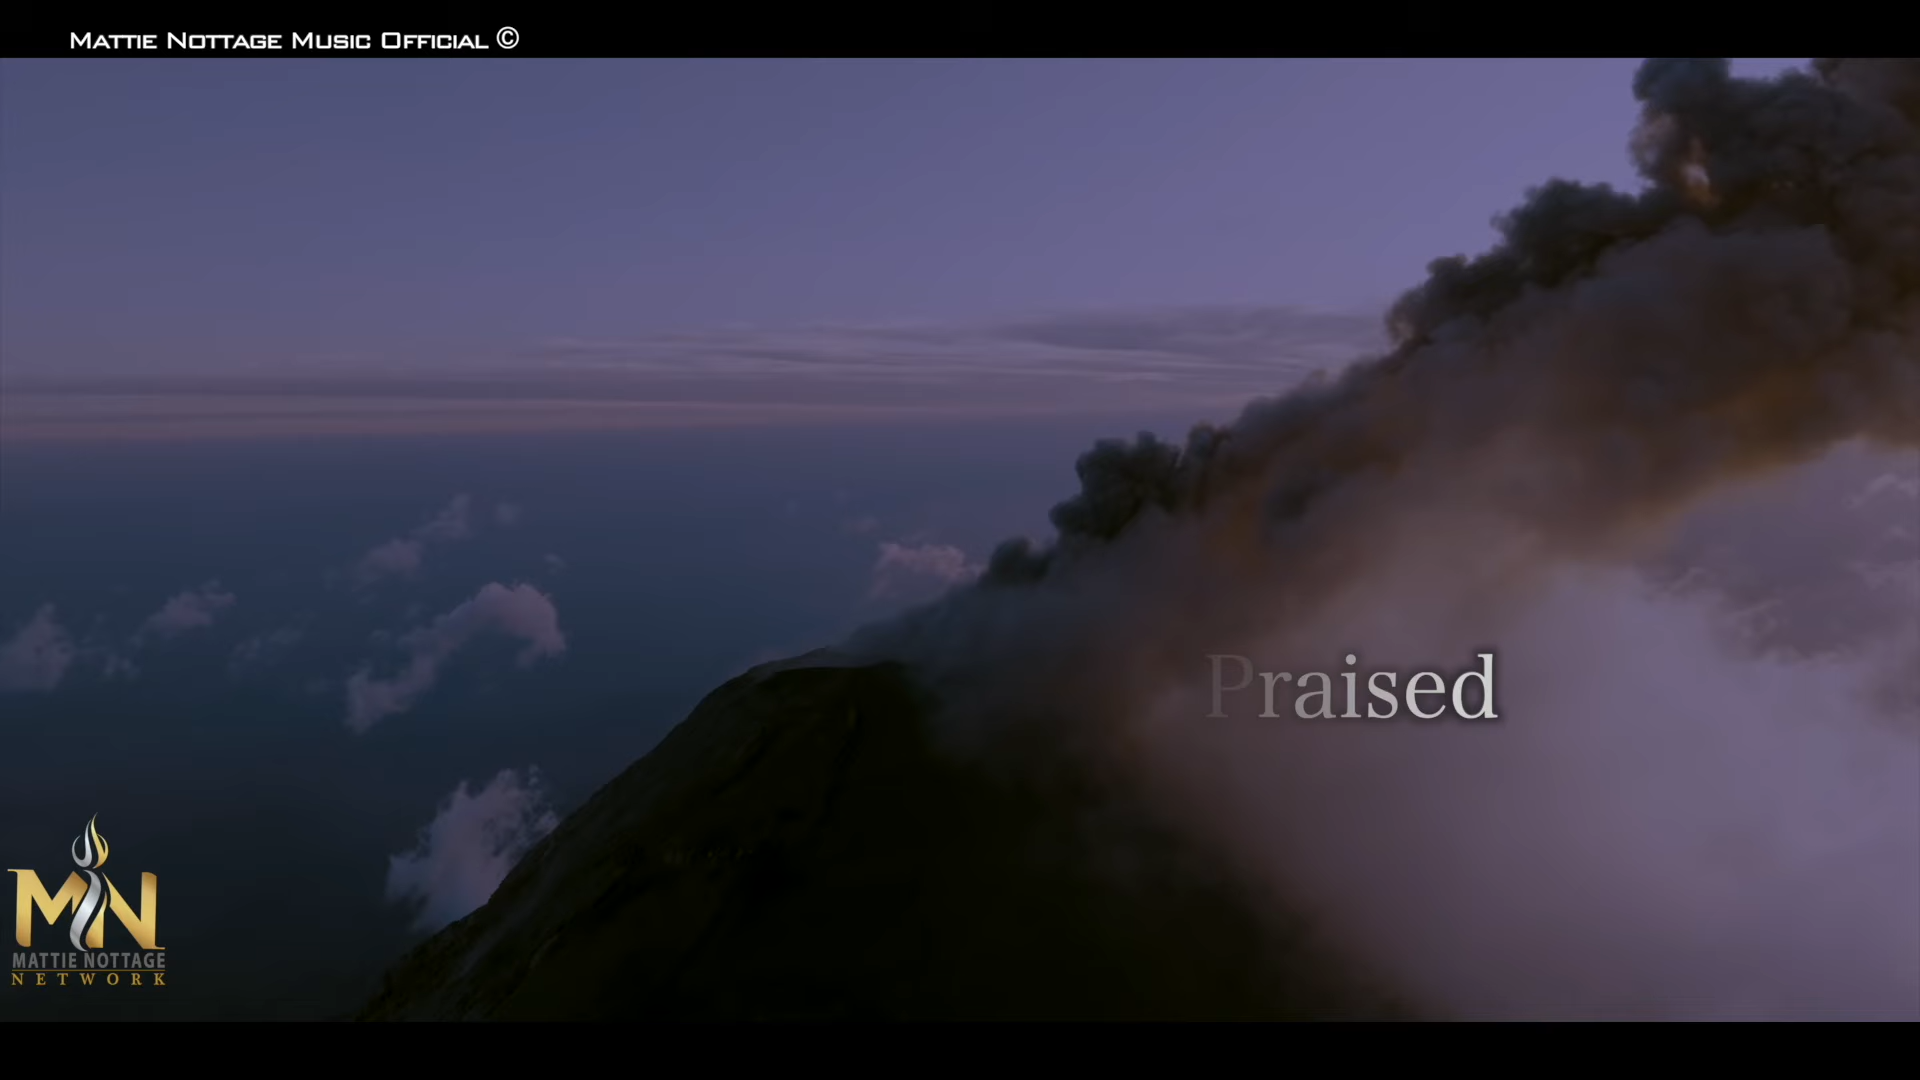 Mattie Nottage Music Official ©
Praised
MN
MATTIE NOTTAGE
NETWORK